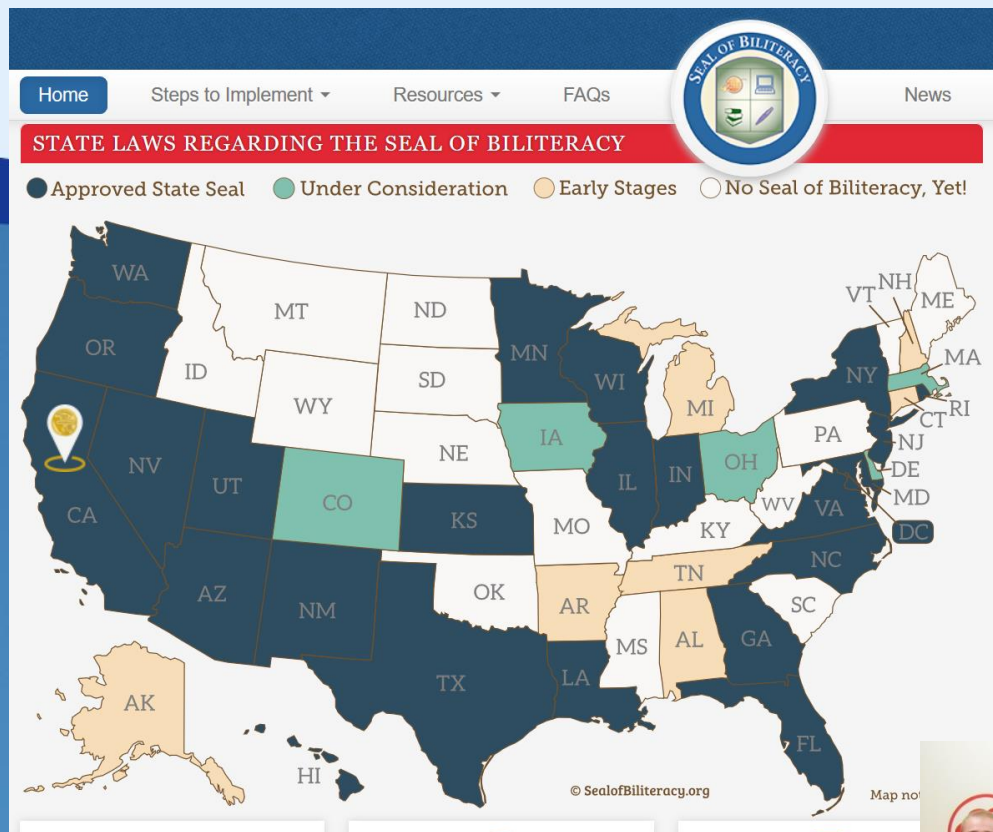 SEAL OF BILITERACY
Home Steps to Implement Resources FAQs News
STATE LAWS REGARDING THE SEAL OF BILITERACY
Approved State Seal Under Consideration Early Stages No Seal of Biliteracy, Yet!
WA
MT
ND
MN
VT
NH
ME
OR
ID
SD
WI
MI
NY
MA
WY
RI
CT
NV
NE
IA
OH
PA
NJ
UT
IL
IN
DE
CA
CO
KS
MO
KY
WV
VA
MD
DC
AZ
NM
OK
AR
TN
NC
MS
AL
GA
SC
TX
LA
AK
FL
HI
© SealofBiliteracy.org
Map